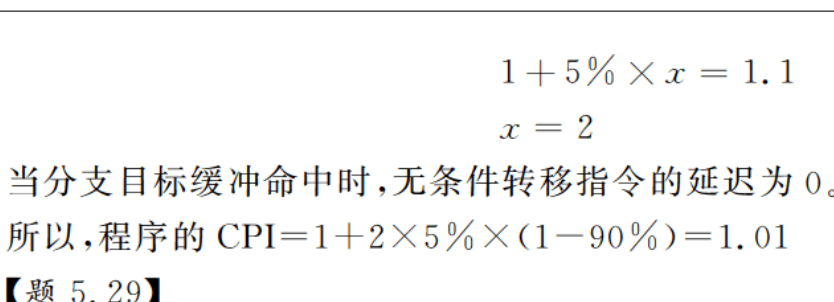 1+5%×x=1.1
x=2
当分支目标缓冲命中时,无条件转移指令的延迟为 0。
所以,程序的 CPI=1+2×5%×(1-90%)=1.01
【题 5.29】